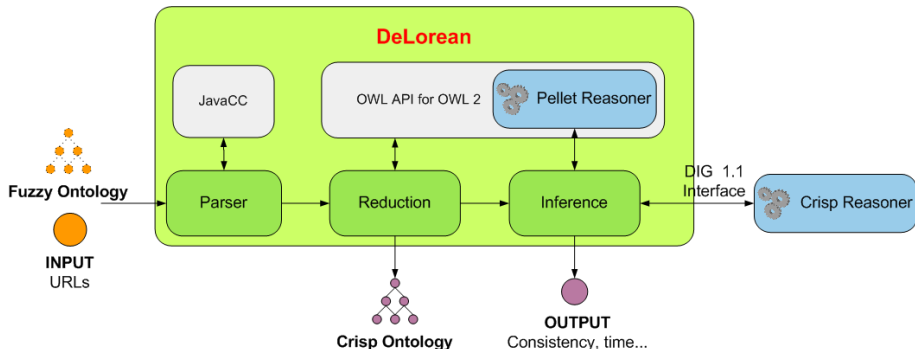 DeLorean
JavaCC
OWL API for OWL 2
Pellet Reasoner
Fuzzy Ontology
Parser
Reduction
Inference
DIG 1.1
Interface
Crisp Reasoner
INPUT
URLs
Crisp Ontology
OUTPUT
Consistency, time...